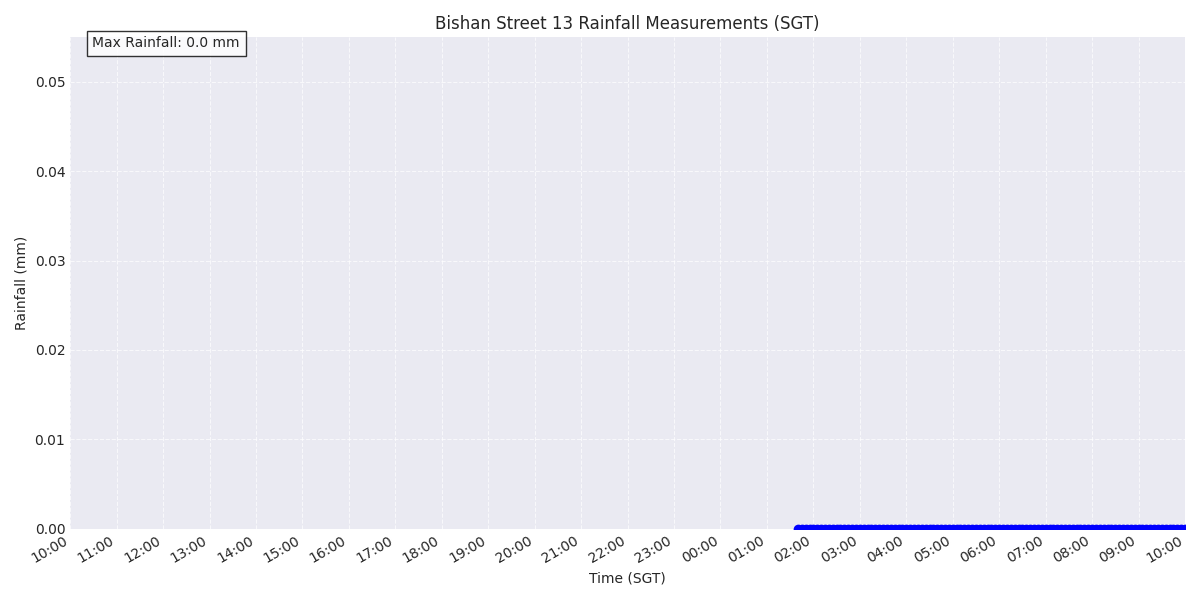 Bishan Street 13 Rainfall Measurements (SGT)
Max Rainfall: 0.0 mm
0.05
0.04
0.03
0.02
0.01
0.00
Rainfall (mm)
10:00 11:00 12:00 13:00 14:00 15:00 16:00 17:00 18:00 19:00 20:00 21:00 22:00 23:00 00:00 01:00 02:00 03:00 04:00 05:00 06:00 07:00 08:00 09:00 10:00
Time (SGT)